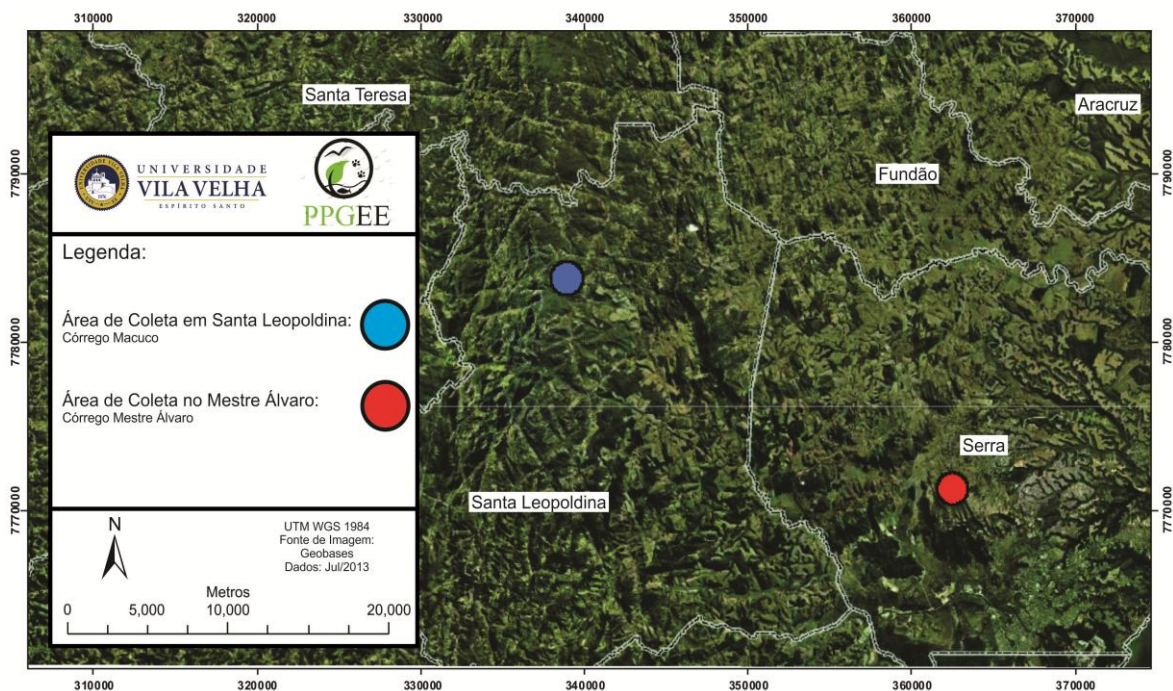 310000 320000 330000 340000 350000 360000 370000
Santa Teresa
Aracruz
7790000
Fundão
7790000
UNIVERSIDADE
VILA VELHA
ESPÍRITO SANTO
PPGEE
Legenda:
Área de Coleta em Santa Leopoldina:
Córrego Macuco
7780000
7780000
Área de Coleta no Mestre Álvaro:
Córrego Mestre Álvaro
Serra
Santa Leopoldina
7770000
7770000
N
UTM WGS 1984
Fonte de Imagem:
Geobases
Dados: Jul/2013
Metros
0 5,000 10,000 20,000
310000 320000 330000 340000 350000 360000 370000